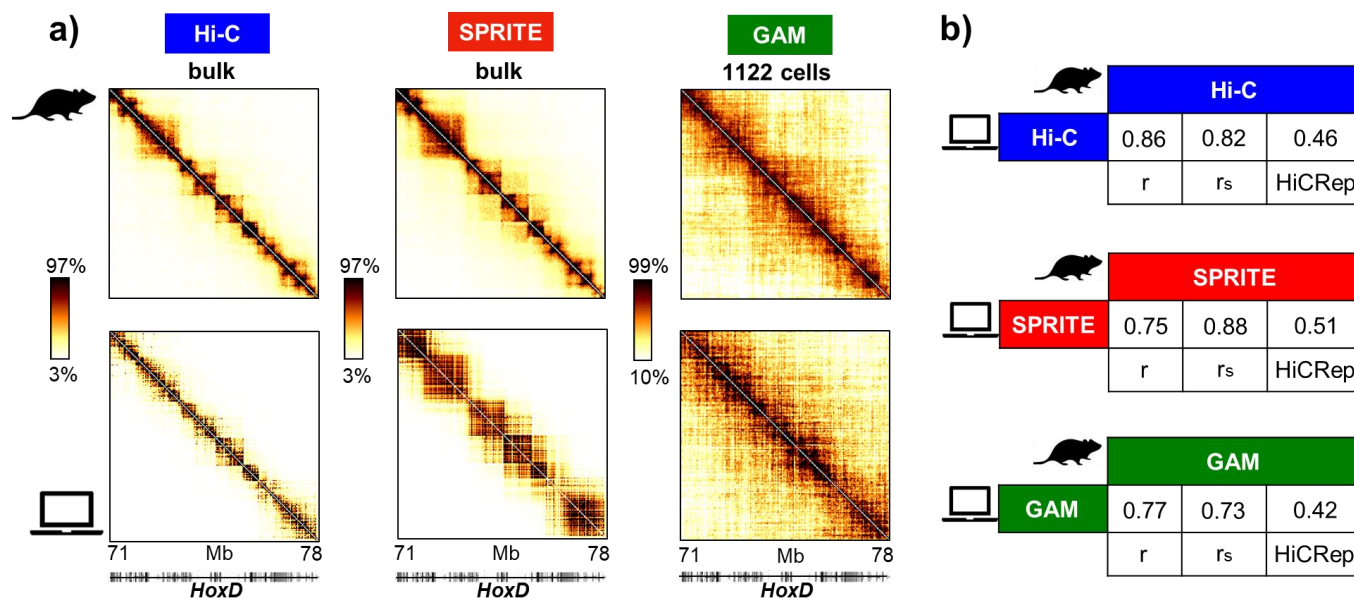 a)
Hi-C
SPRITE
GAM
bulk
bulk
1122 cells
97%
3%
97%
3%
99%
10%
71 Mb 78
71 Mb 78
71 Mb 78
HoxD
HoxD
HoxD
b)
Hi-C
Hi-C 0.86 0.82 0.46
r rs HiCRep
SPRITE
SPRITE 0.75 0.88 0.51
r rs HiCRep
GAM
GAM 0.77 0.73 0.42
r rs HiCRep